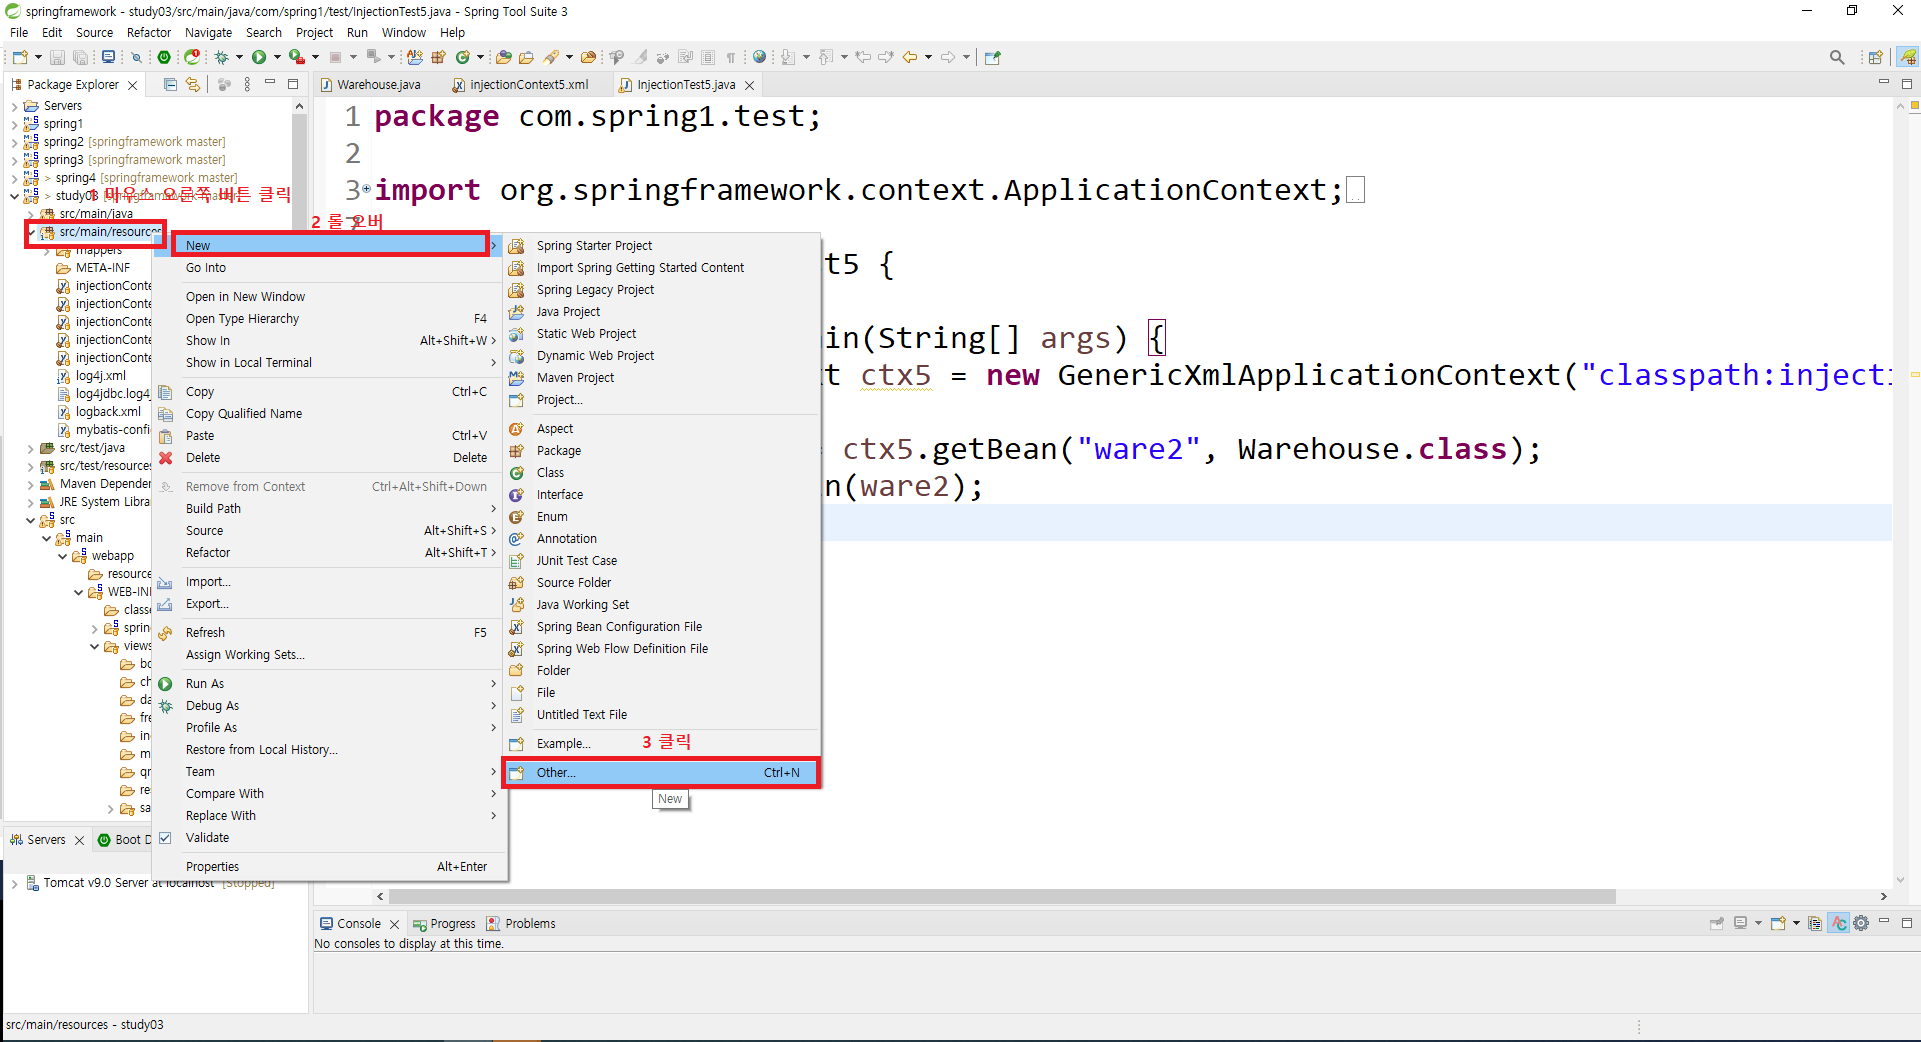 springframework - study03/src/main/java/com/spring1/test/InjectionTest5.java - Spring Tool Suite 3
File Edit Source Refactor Navigate Search Project Run Window Help
Package Explorer
Servers
spring1
spring2 [springframework master]
spring3 [springframework master]
> spring4 [springframework master]
> study03 [springframework master]
1 마우스 오른쪽 버튼 클릭
src/main/java
src/main/resources
mappers
META-INF
injectionConte
injectionConte
injectionConte
injectionConte
injectionConte
log4j.xml
log4jdbc.log4j
logback.xml
mybatis-confi
src/test/java
src/test/resources
Maven Depender
JRE System Librar
src
main
webapp
resource
WEB-INF
classe
spring
views
bo
ch
da
fre
in
m
qr
res
sa
Servers
Boot D
Tomcat v9.0 Server at localhost [Stopped]
2 롤 오버
New
Go Into
Open in New Window
Open Type Hierarchy F4
Show In Alt+Shift+W >
Show in Local Terminal
Copy Ctrl+C
Copy Qualified Name
Paste Ctrl+V
Delete Delete
Remove from Context Ctrl+Alt+Shift+Down
Build Path
Source Alt+Shift+S >
Refactor Alt+Shift+T >
Import...
Export...
Refresh F5
Assign Working Sets...
Run As
Debug As
Profile As
Restore from Local History...
Team
Compare With
Replace With
Validate
Properties Alt+Enter
Spring Starter Project
Import Spring Getting Started Content
Spring Legacy Project
Java Project
Static Web Project
Dynamic Web Project
Maven Project
Project...
Aspect
Package
Class
Interface
Enum
Annotation
JUnit Test Case
Source Folder
Java Working Set
Spring Bean Configuration File
Spring Web Flow Definition File
Folder
File
Untitled Text File
Example...
3 클릭
Other... Ctrl+N
New
Warehouse.java injectionContext5.xml InjectionTest5.java
1 package com.spring1.test;
2
3 import org.springframework.context.ApplicationContext;
t5 {
in(String[] args) {
xt ctx5 = new GenericXmlApplicationContext("classpath:injecti
= ctx5.getBean("ware2", Warehouse.class);
n(ware2);
Console Progress Problems
No consoles to display at this time.
src/main/resources - study03